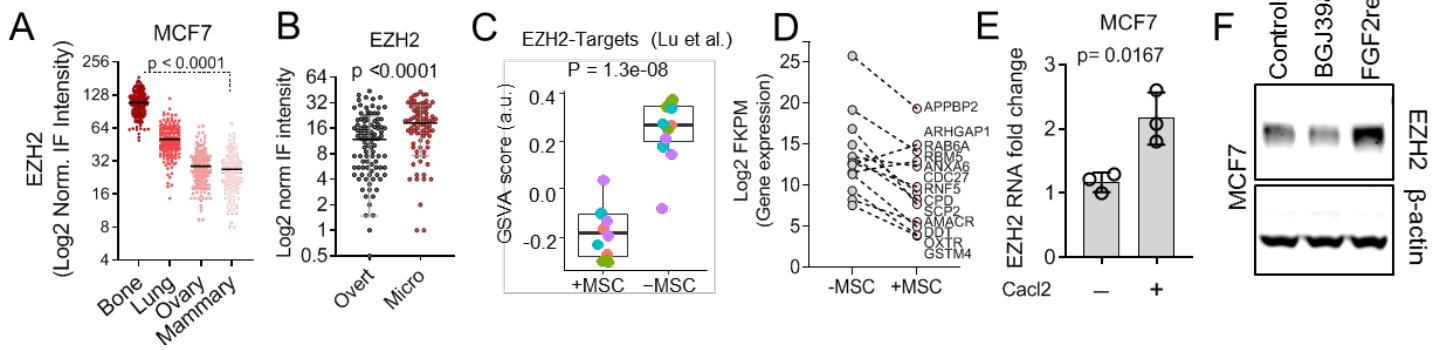 A
MCF7
p < 0.0001
EZH2
(Log2 Norm. IF Intensity)
256
128
64
32
16
8
4
Bone
Lung
Ovary
Mammary
B
EZH2
p <0.0001
Log2 norm IF intensity
64
32
16
8
4
2
1
0.5
Overt
Micro
C
EZH2-Targets (Lu et al.)
P = 1.3e-08
GSVA score (a.u.)
0.4
0.2
0.0
-0.2
+MSC
−MSC
D
Log2 FKPM
(Gene expression)
30
25
20
15
10
5
0
APPBP2
ARHGAP1
RAB6A
RBM5
ANXA6
CDC27
RNF5
CPD
SCP2
AMACR
DDT
OXTR
GSTM4
-MSC
+MSC
E
MCF7
p= 0.0167
EZH2 RNA fold change
3
2
1
0
Cacl2
–
+
F
Control
BGJ398
FGF2re
MCF7
EZH2
β-actin